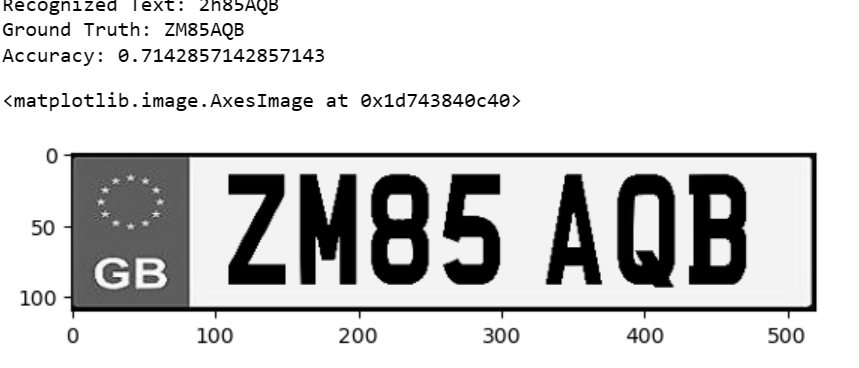 Recognized Text: 2h85AQB
Ground Truth: ZM85AQB
Accuracy: 0.7142857142857143
<matplotlib.image.AxesImage at 0x1d743840c40>
0
50
100
GB
ZM85 AQB
0 100 200 300 400 500